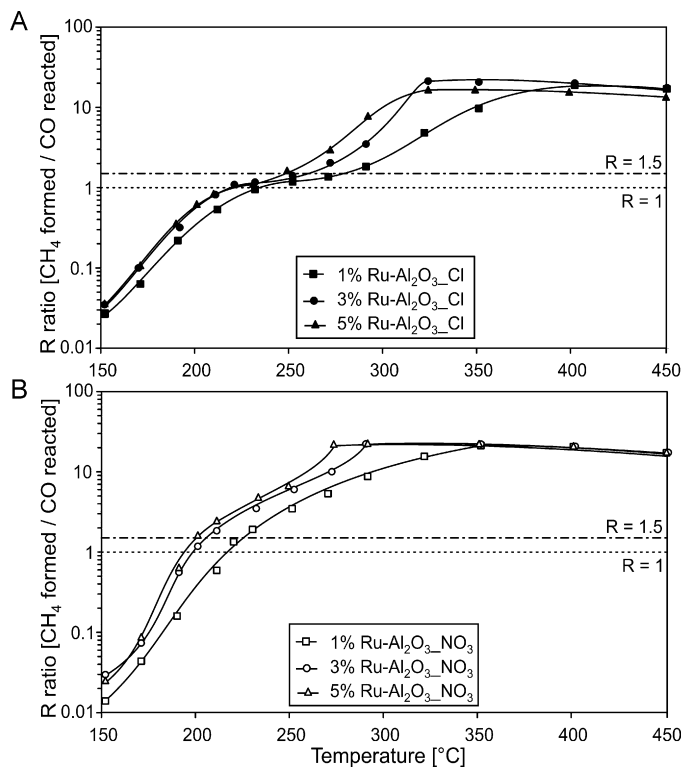 A
R ratio [CH₄ formed / CO reacted]
100
10
1
0.1
0.01
R = 1.5
R = 1
1% Ru-Al₂O₃_Cl
3% Ru-Al₂O₃_Cl
5% Ru-Al₂O₃_Cl
150 200 250 300 350 400 450
B
R ratio [CH₄ formed / CO reacted]
100
10
1
0.1
0.01
R = 1.5
R = 1
1% Ru-Al₂O₃_NO₃
3% Ru-Al₂O₃_NO₃
5% Ru-Al₂O₃_NO₃
150 200 250 300 350 400 450
Temperature [°C]